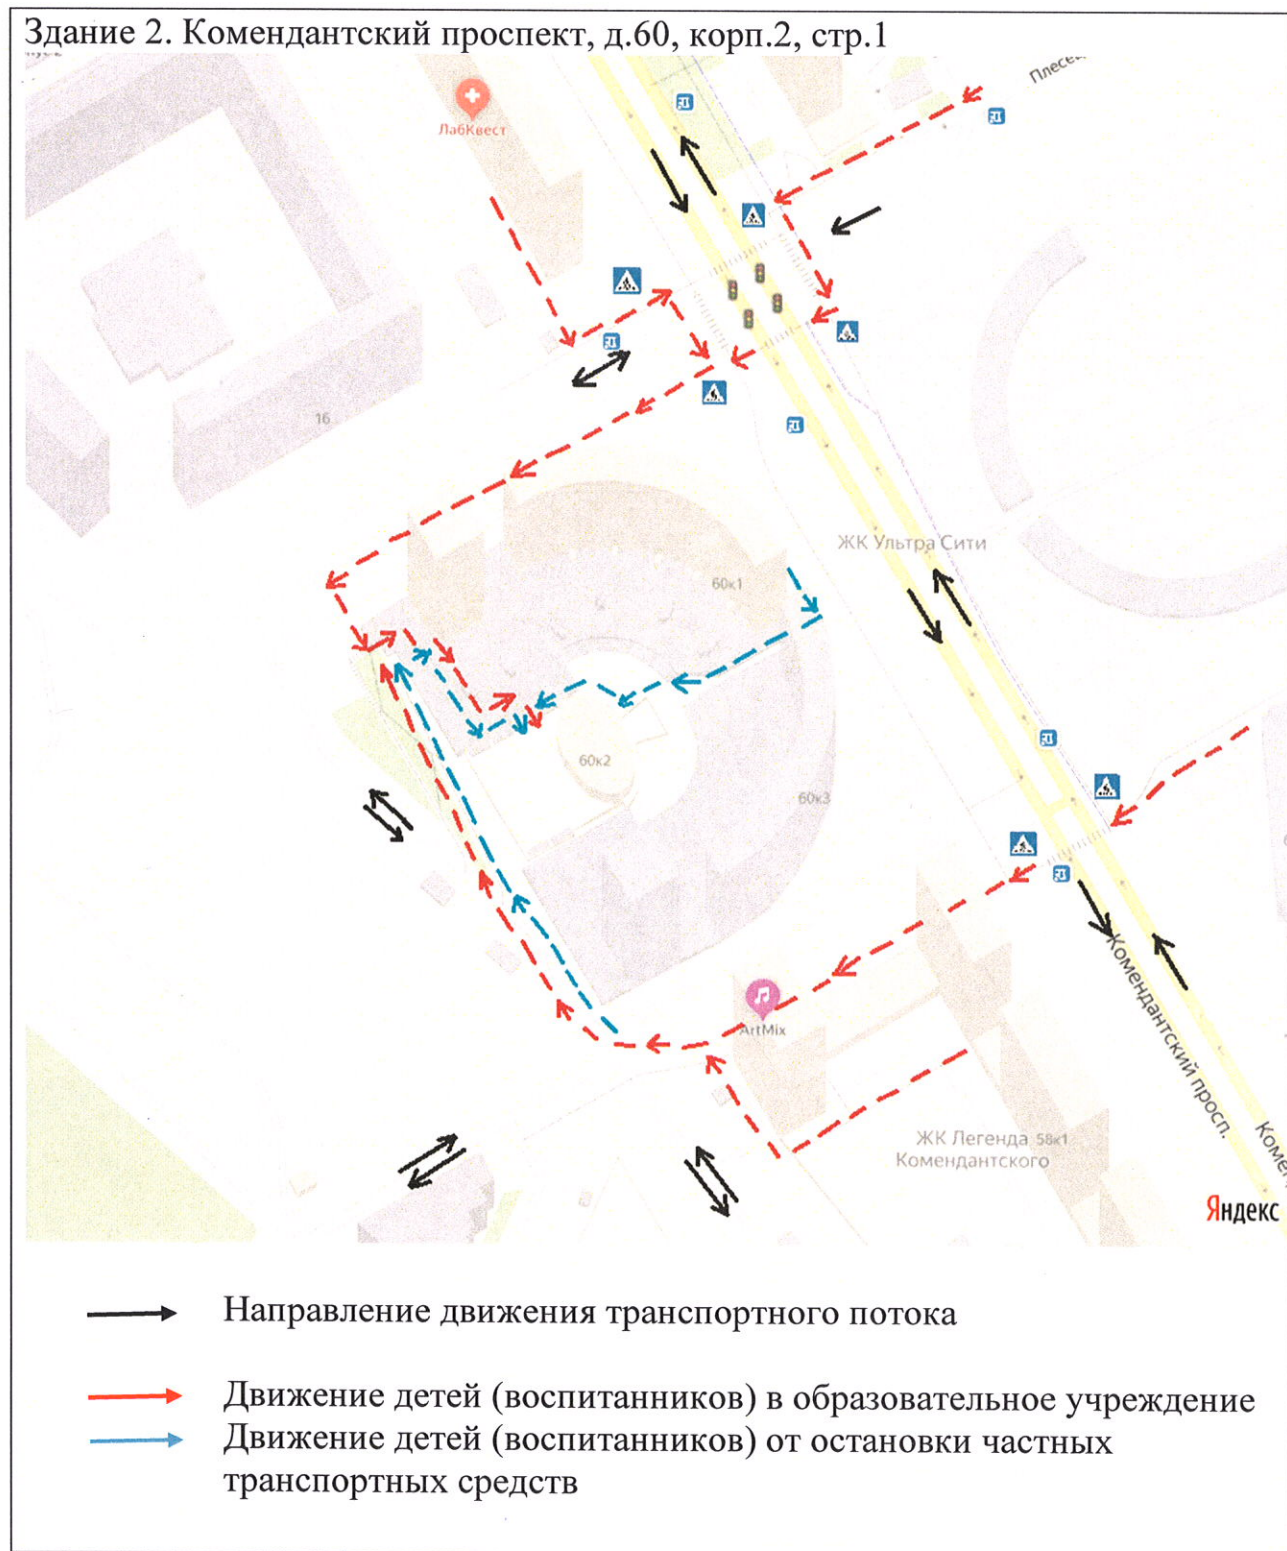 Здание 2. Комендантский проспект, д.60, корп.2, стр.1
ЛабКвест
16
ЖК Ультра Сити
60к1
60к2
60к3
ArtMix
Комендантский просп.
ЖК Легенда 58к1
Комендантского
Яндекс
Направление движения транспортного потока
Движение детей (воспитанников) в образовательное учреждение
Движение детей (воспитанников) от остановки частных
транспортных средств